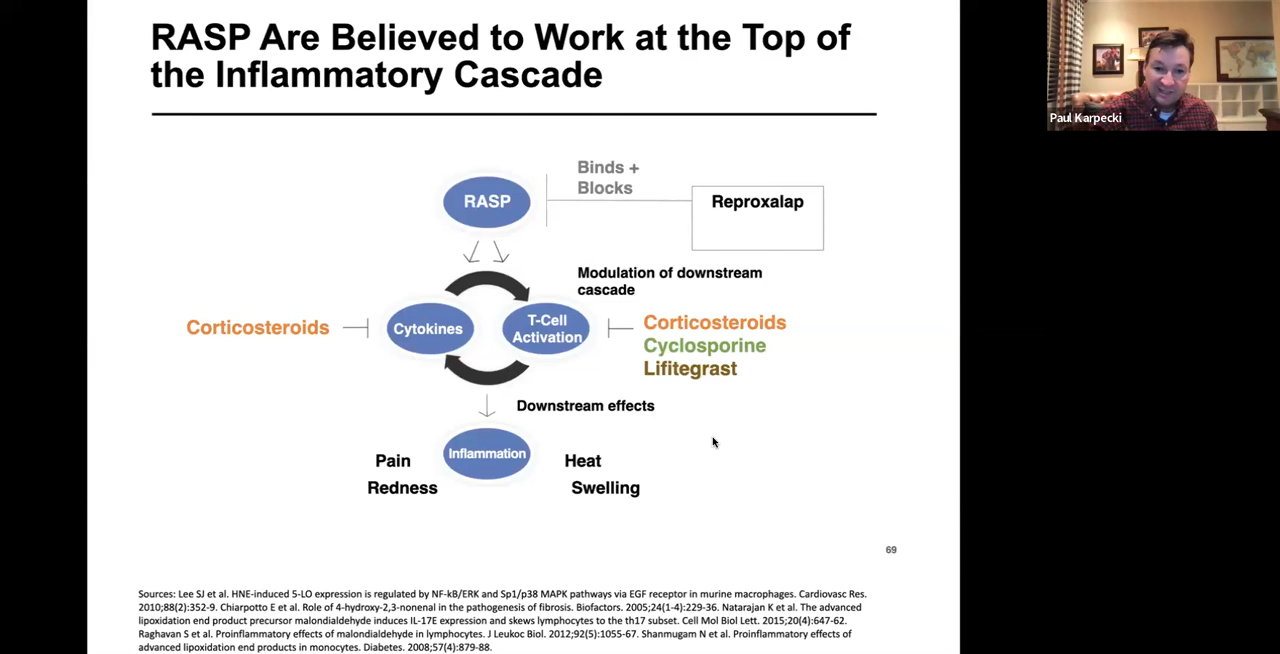 RASP Are Believed to Work at the Top of
the Inflammatory Cascade
Paul Karpecki
Binds +
Blocks
RASP
Reproxalap
Modulation of downstream
cascade
Corticosteroids
Cytokines
T-Cell
Activation
Corticosteroids
Cyclosporine
Lifitegrast
Downstream effects
Inflammation
Pain
Heat
Redness
Swelling
69
Sources: Lee SJ et al. HNE-induced 5-LO expression is regulated by NF-kB/ERK and Sp1/p38 MAPK pathways via EGF receptor in murine macrophages. Cardiovasc Res.
2010;88(2):352-9. Chiarpotto E et al. Role of 4-hydroxy-2,3-nonenal in the pathogenesis of fibrosis. Biofactors. 2005;24(1-4):229-36. Natarajan K et al. The advanced
lipoxidation end product precursor malondialdehyde induces IL-17E expression and skews lymphocytes to the th17 subset. Cell Mol Biol Lett. 2015;20(4):647-62.
Raghavan S et al. Proinflammatory effects of malondialdehyde in lymphocytes. J Leukoc Biol. 2012;92(5):1055-67. Shanmugam N et al. Proinflammatory effects of
advanced lipoxidation end products in monocytes. Diabetes. 2008;57(4):879-88.